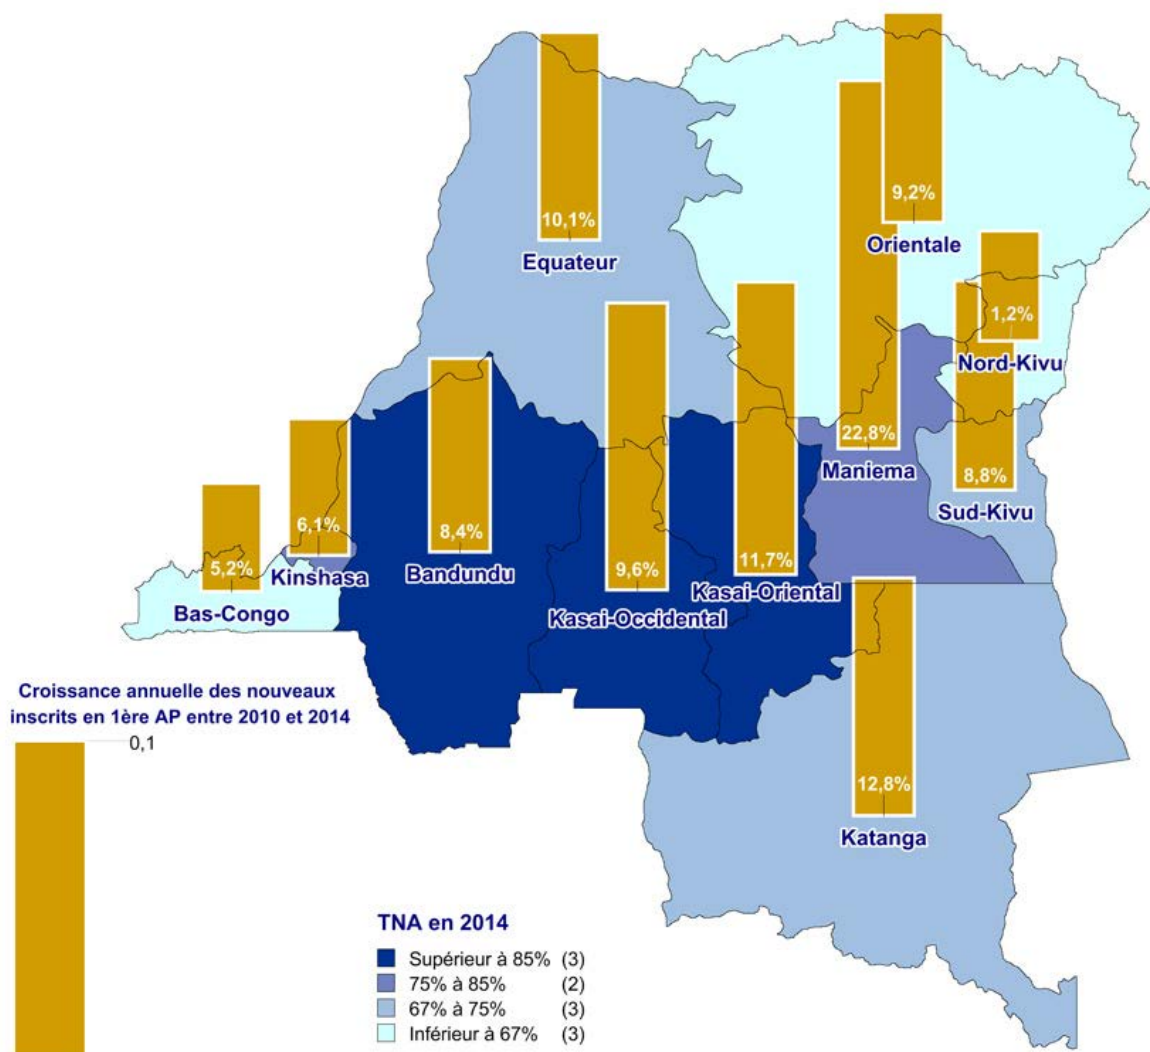 9,2%
Orientale
10,1%
Equateur
1,2%
Nord-Kivu
22,8%
Maniema
8,8%
Sud-Kivu
6,1%
Kinshasa
8,4%
Bandundu
5,2%
Bas-Congo
9,6%
Kasai-Occidental
11,7%
Kasai-Oriental
12,8%
Katanga
Croissance annuelle des nouveaux
inscrits en 1ère AP entre 2010 et 2014
0,1
TNA en 2014
Supérieur à 85% (3)
75% à 85% (2)
67% à 75% (3)
Inférieur à 67% (3)